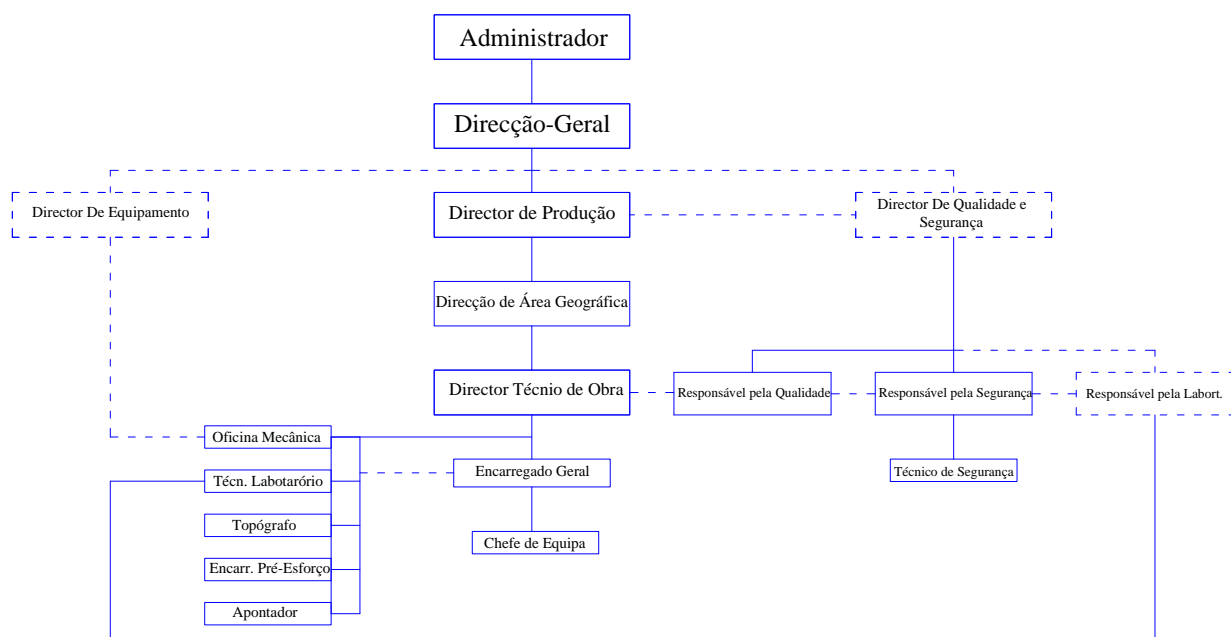 Administrador
Direcção-Geral
Director De Equipamento
Director de Produção
Director De Qualidade e
Segurança
Direcção de Área Geográfica
Director Técnio de Obra
Responsável pela Qualidade
Responsável pela Segurança
Responsável pela Labort.
Oficina Mecânica
Encarregado Geral
Técnico de Segurança
Técn. Labotarório
Topógrafo
Chefe de Equipa
Encarr. Pré-Esforço
Apontador